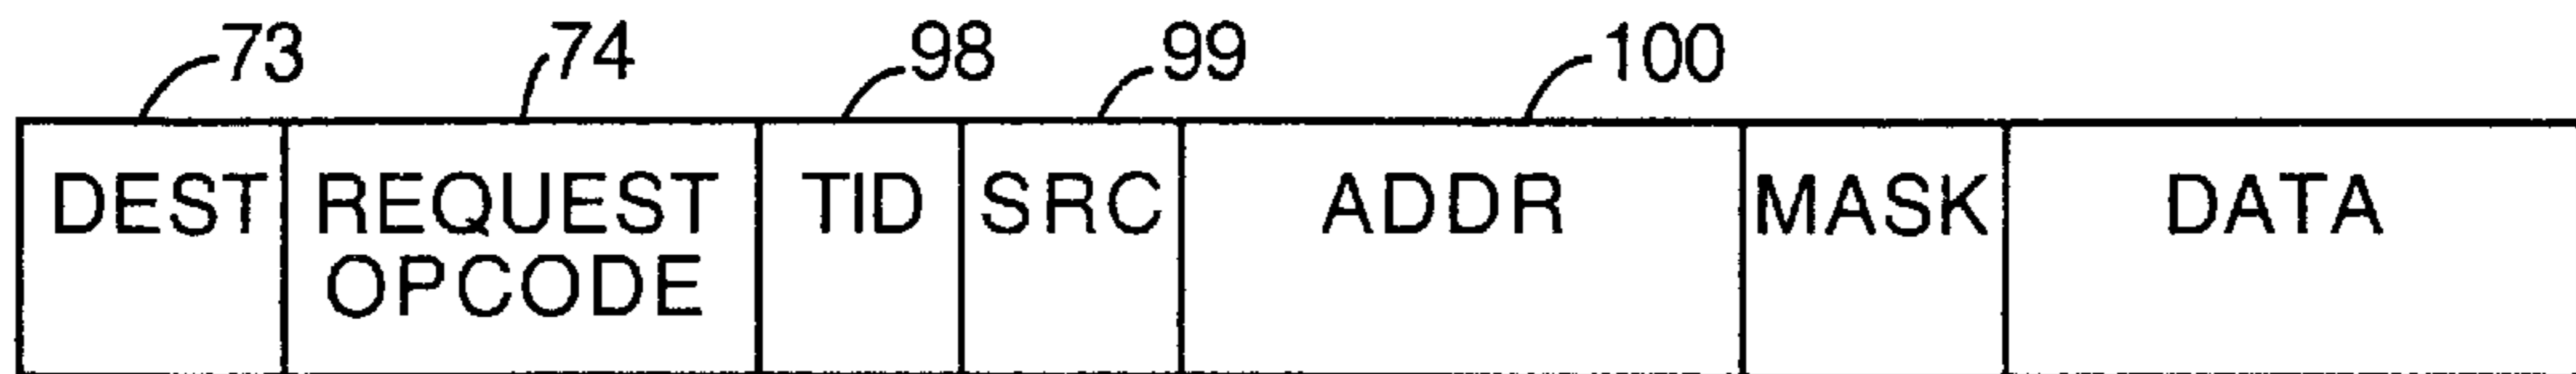 73 74 98 99 100
DEST REQUEST TID SRC ADDR MASK DATA
OPCODE